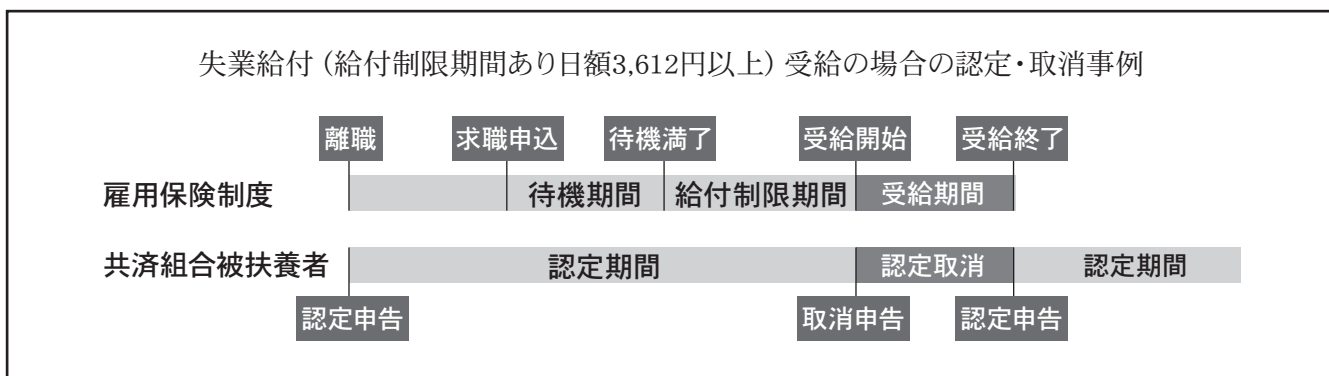 失業給付（給付制限期間あり日額3,612円以上）受給の場合の認定・取消事例
離職 求職申込 待機満了 受給開始 受給終了
雇用保険制度 待機期間 給付制限期間 受給期間
共済組合被扶養者 認定期間 認定取消 認定期間
認定申告 取消申告 認定申告